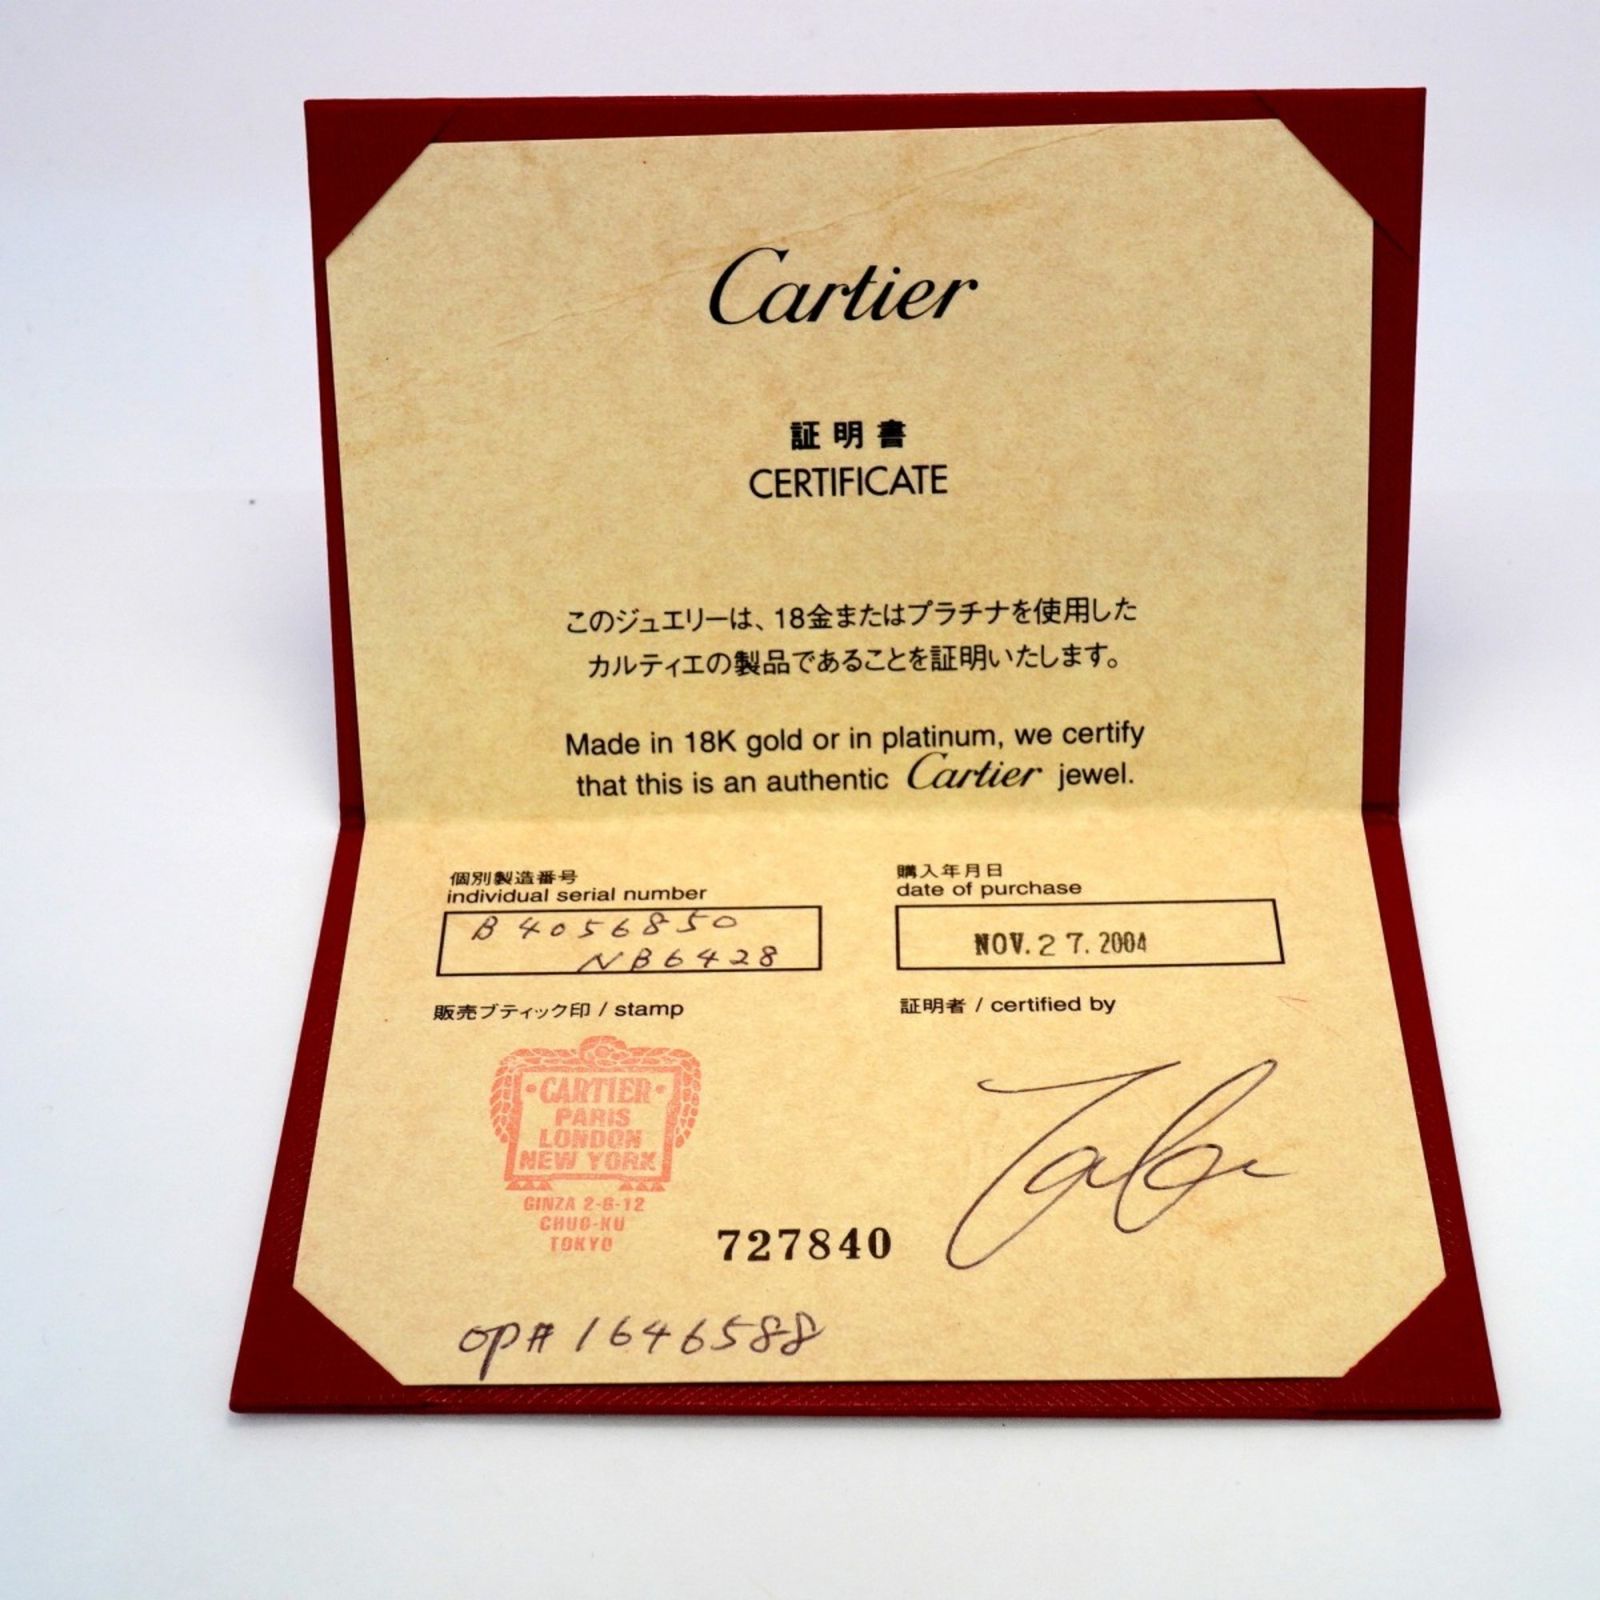 Cartier
証明書
CERTIFICATE
このジュエリーは、18金またはプラチナを使用した
カルティエの製品であることを証明いたします。
Made in 18K gold or in platinum, we certify
that this is an authentic Cartier jewel.
個別製造番号
individual serial number
B4056850
NB6428
購入年月日
date of purchase
NOV. 27. 2004
販売ブティック印 / stamp
・CARTIER・
PARIS
LONDON
NEW YORK
GINZA 2-6-12
CHUO-KU
TOKYO
727840
証明者 / certified by
OP# 1646588